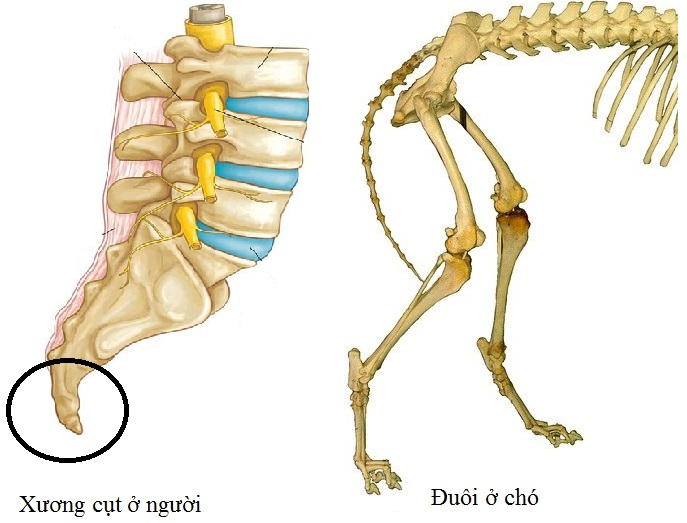 Xương cụt ở người
Đuôi ở chó